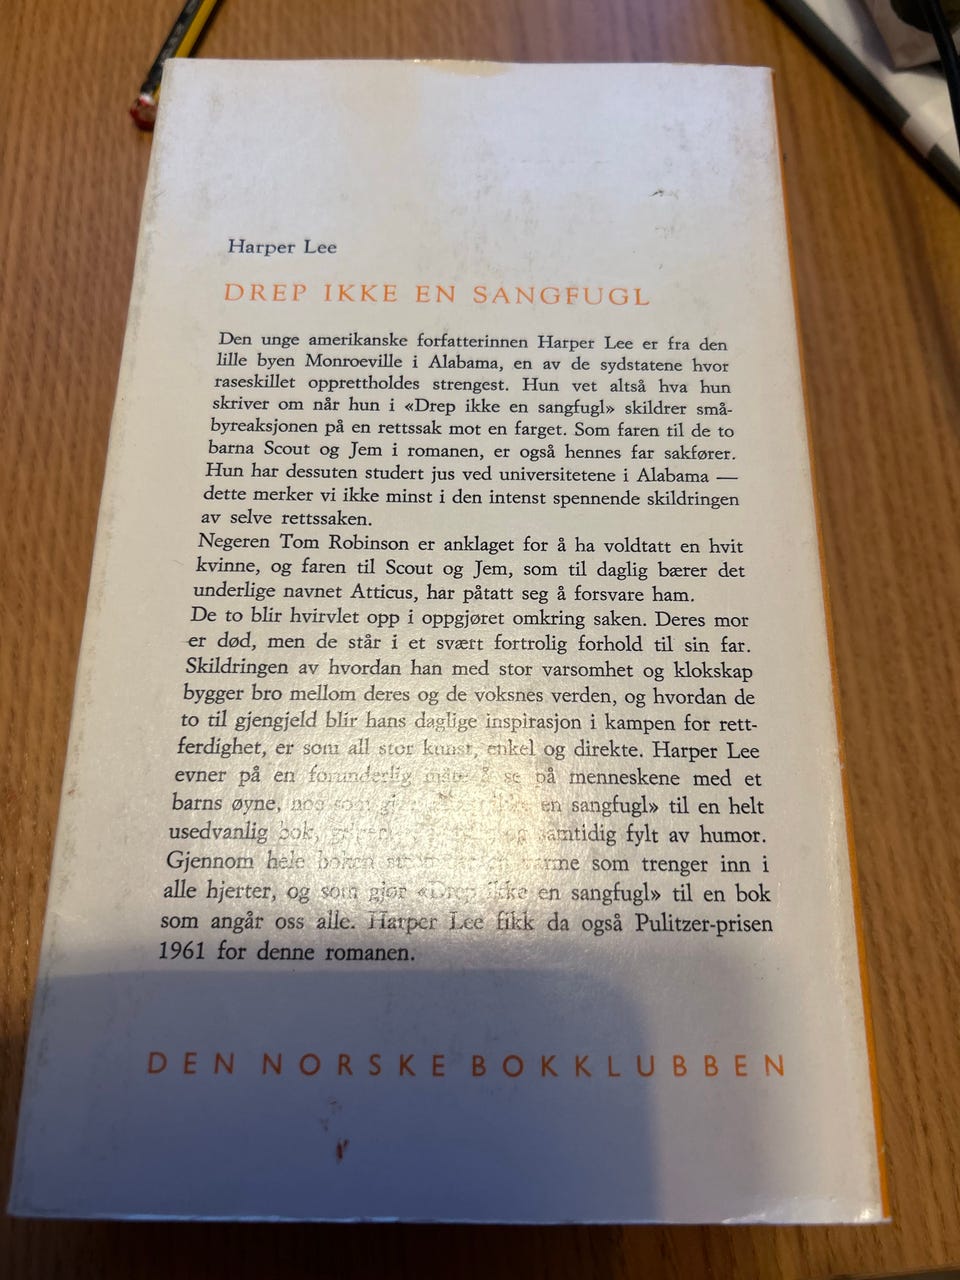 Harper Lee
DREP IKKE EN SANGFUGL
Den unge amerikanske forfatterinnen Harper Lee er fra den
lille byen Monroeville i Alabama, en av de sydstatene hvor
raseskillet opprettholdes strengest. Hun vet altså hva hun
skriver om når hun i «Drep ikke en sangfugl» skildrer små-
byreaksjonen på en rettssak mot en farget. Som faren til de to
barna Scout og Jem i romanen, er også hennes far sakfører.
Hun har dessuten studert jus ved universitetene i Alabama —
dette merker vi ikke minst i den intenst spennende skildringen
av selve rettssaken.
Negeren Tom Robinson er anklaget for å ha voldtatt en hvit
kvinne, og faren til Scout og Jem, som til daglig bærer det
underlige navnet Atticus, har påtatt seg å forsvare ham.
De to blir hvirvlet opp i oppgjøret omkring saken. Deres mor
er død, men de står i et svært fortrolig forhold til sin far.
Skildringen av hvordan han med stor varsomhet og klokskap
bygger bro mellom deres og de voksnes verden, og hvordan de
to til gjengjeld blir hans daglige inspirasjon i kampen for rett-
ferdighet, er som all stor kunst, enkel og direkte. Harper Lee
evner på en forunderlig måte å se på menneskene med et
barns øyne, noe som en sangfugl» til en helt
usedvanlig bok, og samtidig fylt av humor.
Gjennom hele boken varme som trenger inn i
alle hjerter, og som gjør «Drep ikke en sangfugl» til en bok
som angår oss alle. Harper Lee fikk da også Pulitzer-prisen
1961 for denne romanen.
DEN NORSKE BOKKLUBBEN